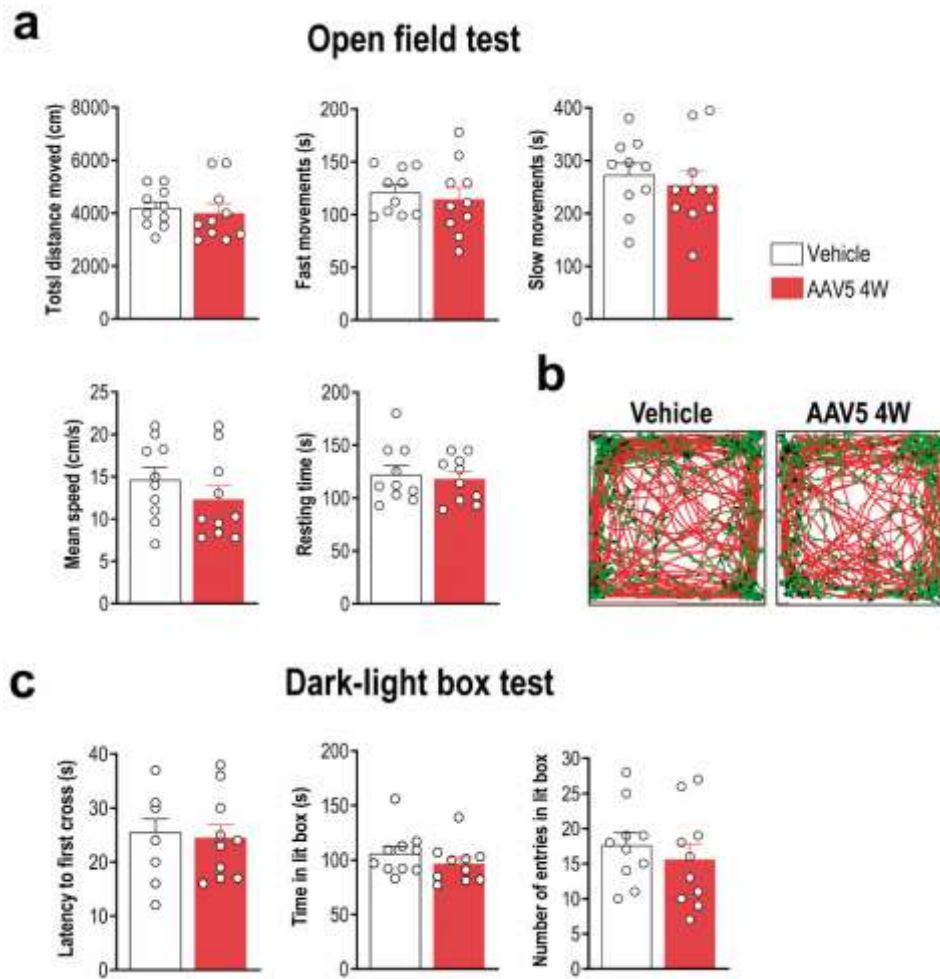 a
Open field test
Totsl distance moved (cm)
8000
6000
4000
2000
0
Fast movements (s)
200
150
100
50
0
Slow movements (s)
400
300
200
100
0
Vehicle
AAV5 4W
Mean speed (cm/s)
25
20
15
10
5
0
Resting time (s)
200
150
100
50
0
b
Vehicle AAV5 4W
c
Dark-light box test
Latency to first cross (s)
40
30
20
10
0
Time in lit box (s)
200
150
100
50
0
Number of entries in lit box
30
25
20
15
10
5
0